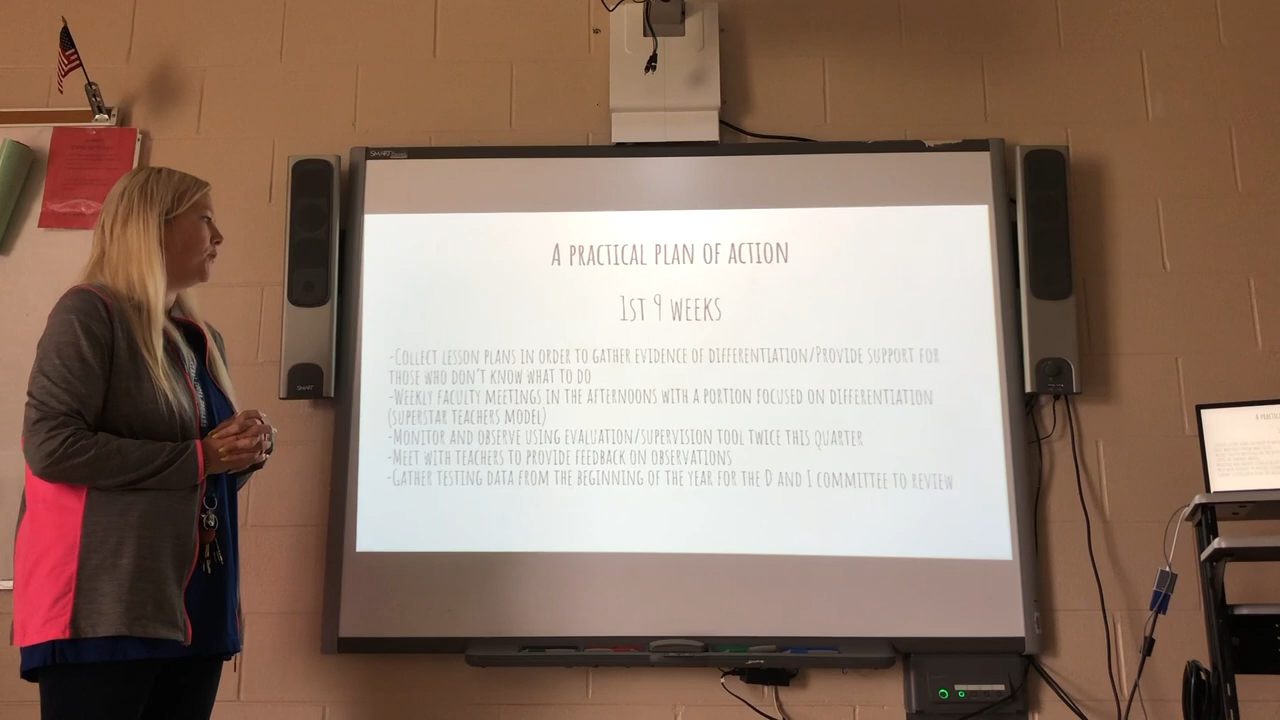 SMART
A PRACTICAL PLAN OF ACTION
1ST 9 WEEKS
-COLLECT LESSON PLANS IN ORDER TO GATHER EVIDENCE OF DIFFERENTIATION/PROVIDE SUPPORT FOR
THOSE WHO DON'T KNOW WHAT TO DO
-WEEKLY FACULTY MEETINGS IN THE AFTERNOONS WITH A PORTION FOCUSED ON DIFFERENTIATION
(SUPERSTAR TEACHERS MODEL)
-MONITOR AND OBSERVE USING EVALUATION/SUPERVISION TOOL TWICE THIS QUARTER
-MEET WITH TEACHERS TO PROVIDE FEEDBACK ON OBSERVATIONS
-GATHER TESTING DATA FROM THE BEGINNING OF THE YEAR FOR THE D AND I COMMITTEE TO REVIEW
SMART